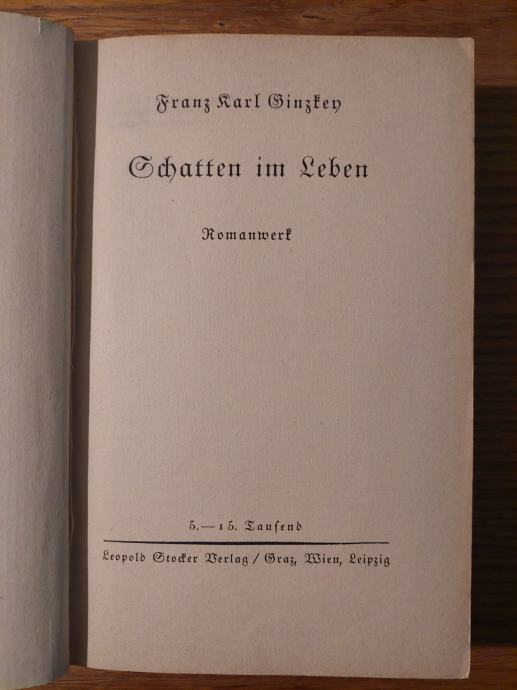 Franz Karl Ginzkey
Schatten im Leben
Romanwerk
5.—15. Tauſend
Leopold Stocker Verlag / Graz, Wien, Leipzig